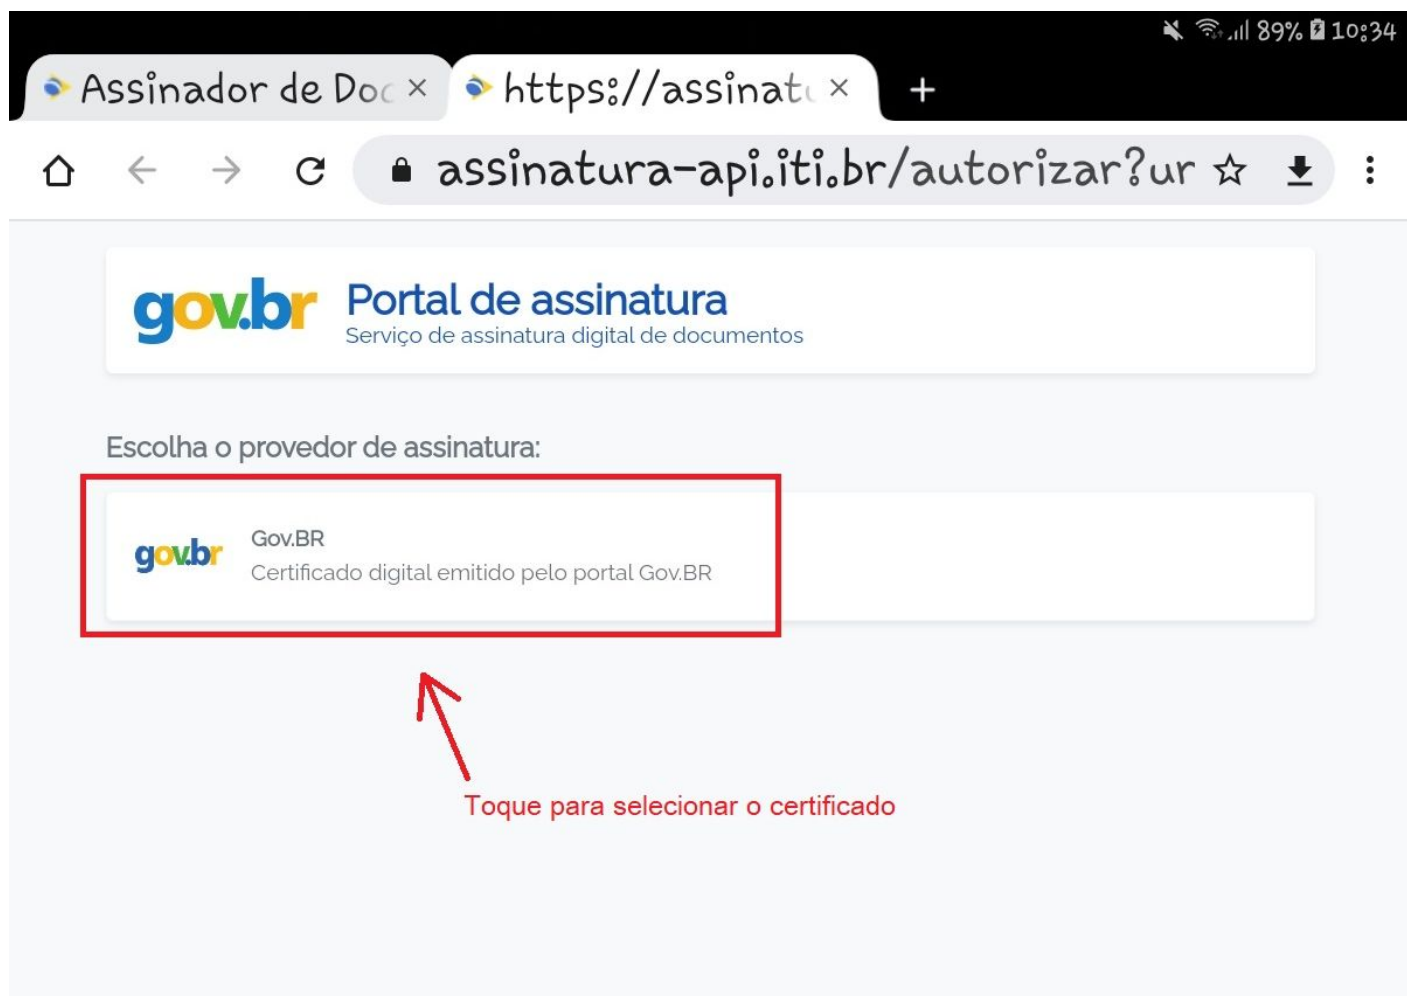 89% 10:34
Assinador de Doc https://assinatu
assinatura-api.iti.br/autorizar?ur
gov.br Portal de assinatura
Serviço de assinatura digital de documentos
Escolha o provedor de assinatura:
gov.br Gov.BR
Certificado digital emitido pelo portal Gov.BR
Toque para selecionar o certificado